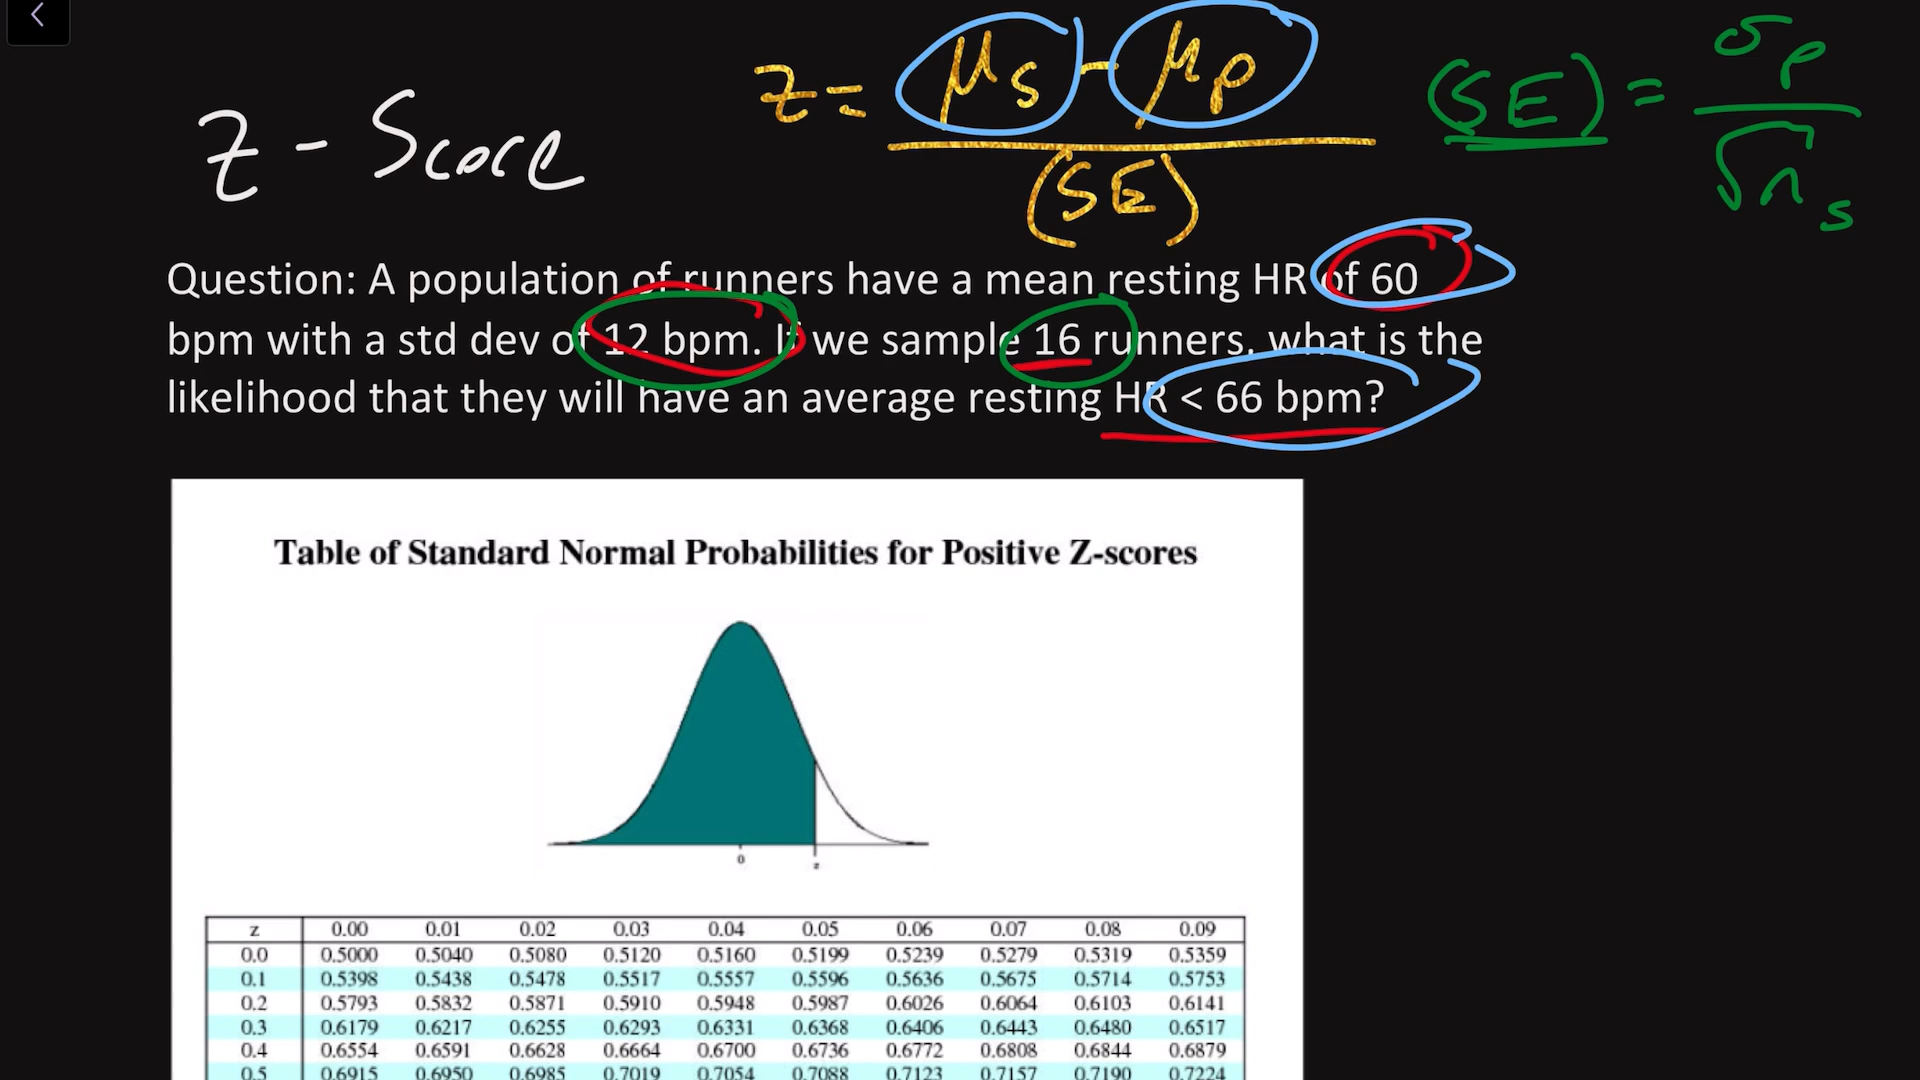 z = μs - μp (SE) = σp
Z - Score
(SE) √ns
Question: A population of runners have a mean resting HR of 60
bpm with a std dev of 12 bpm. If we sample 16 runners, what is the
likelihood that they will have an average resting HR < 66 bpm?
Table of Standard Normal Probabilities for Positive Z-scores
0 z
z 0.00 0.01 0.02 0.03 0.04 0.05 0.06 0.07 0.08 0.09
0.0 0.5000 0.5040 0.5080 0.5120 0.5160 0.5199 0.5239 0.5279 0.5319 0.5359
0.1 0.5398 0.5438 0.5478 0.5517 0.5557 0.5596 0.5636 0.5675 0.5714 0.5753
0.2 0.5793 0.5832 0.5871 0.5910 0.5948 0.5987 0.6026 0.6064 0.6103 0.6141
0.3 0.6179 0.6217 0.6255 0.6293 0.6331 0.6368 0.6406 0.6443 0.6480 0.6517
0.4 0.6554 0.6591 0.6628 0.6664 0.6700 0.6736 0.6772 0.6808 0.6844 0.6879
0.5 0.6915 0.6950 0.6985 0.7019 0.7054 0.7088 0.7123 0.7157 0.7190 0.7224